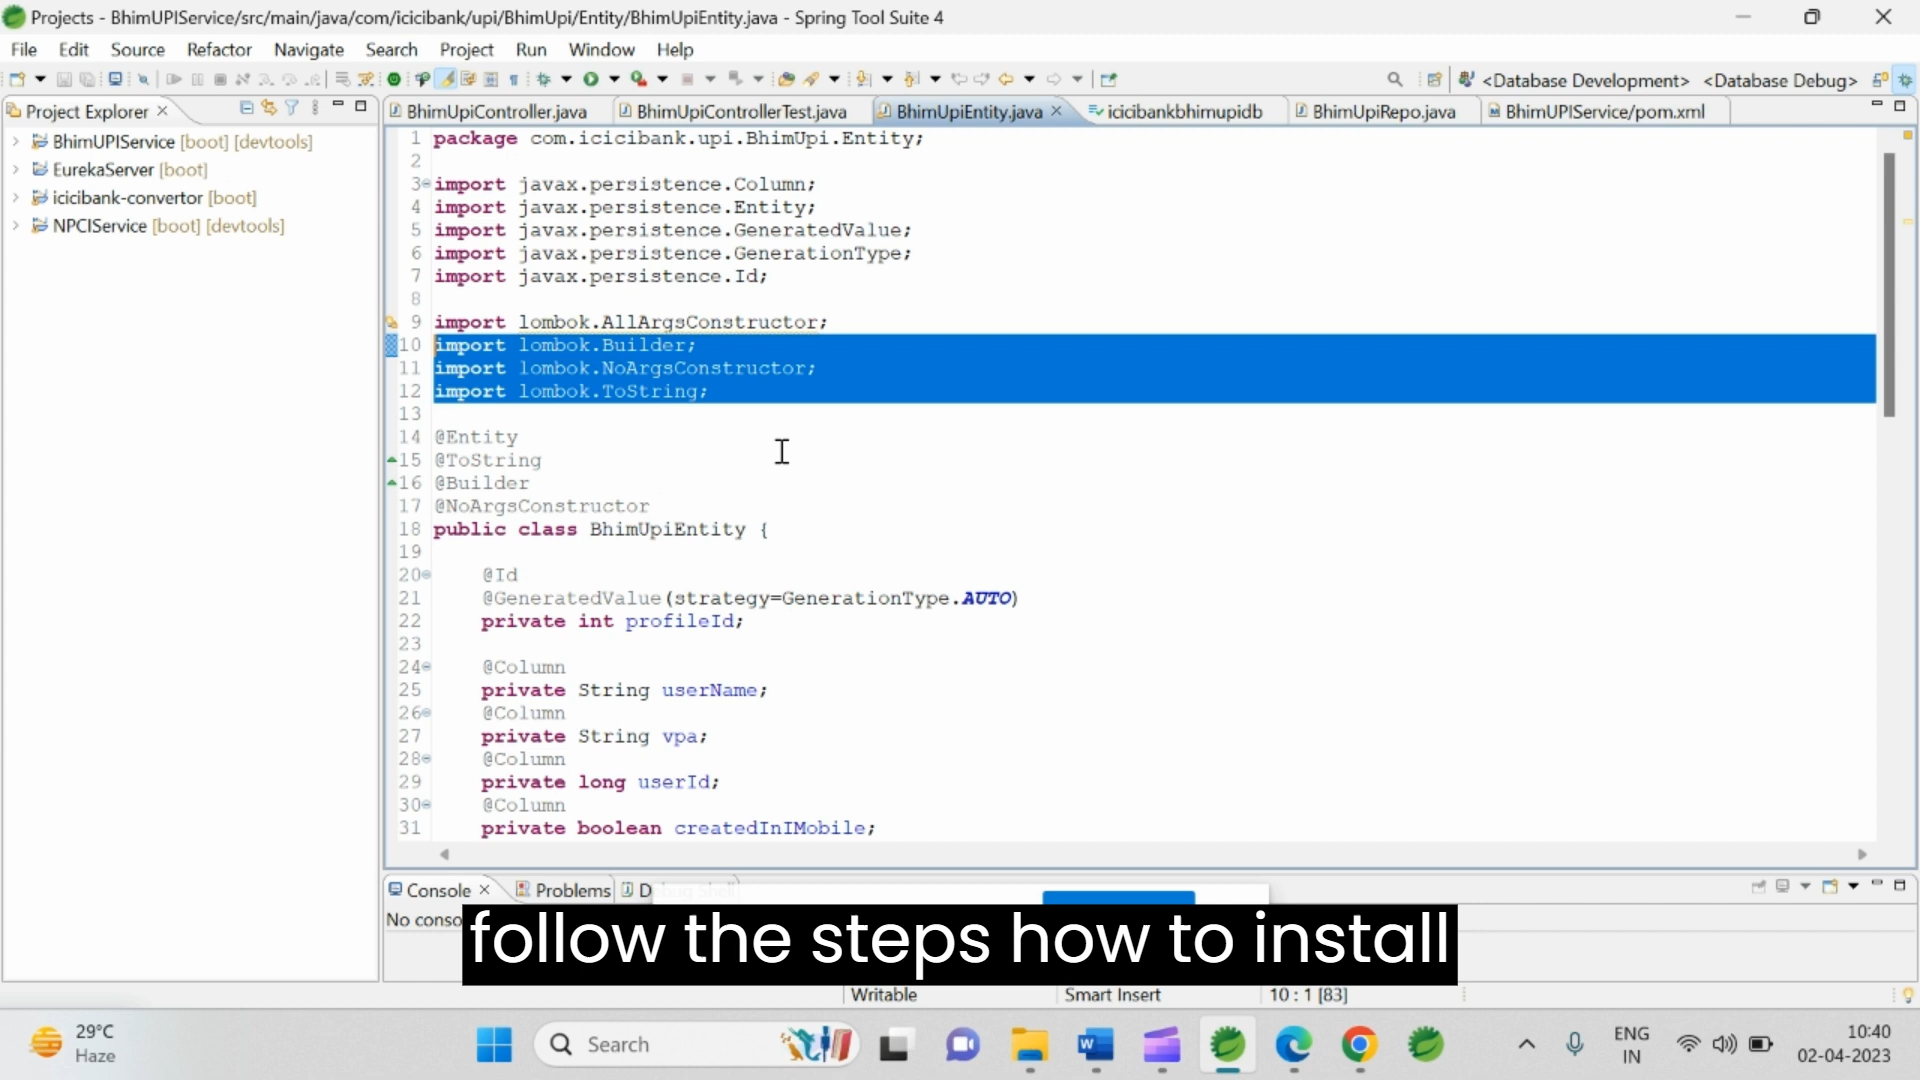 Projects - BhimUPIService/src/main/java/com/icicibank/upi/BhimUpi/Entity/BhimUpiEntity.java - Spring Tool Suite 4
File Edit Source Refactor Navigate Search Project Run Window Help
<Database Development> <Database Debug>
Project Explorer
BhimUPIService [boot] [devtools]
EurekaServer [boot]
icicibank-convertor [boot]
NPCIService [boot] [devtools]
BhimUpiController.java BhimUpiControllerTest.java BhimUpiEntity.java icicibankbhimupidb BhimUpiRepo.java BhimUPIService/pom.xml
1 package com.icicibank.upi.BhimUpi.Entity;
2
3 import javax.persistence.Column;
4 import javax.persistence.Entity;
5 import javax.persistence.GeneratedValue;
6 import javax.persistence.GenerationType;
7 import javax.persistence.Id;
8
9 import lombok.AllArgsConstructor;
10 import lombok.Builder;
11 import lombok.NoArgsConstructor;
12 import lombok.ToString;
13
14 @Entity
15 @ToString
16 @Builder
17 @NoArgsConstructor
18 public class BhimUpiEntity {
19
20 @Id
21 @GeneratedValue(strategy=GenerationType.AUTO)
22 private int profileId;
23
24 @Column
25 private String userName;
26 @Column
27 private String vpa;
28 @Column
29 private long userId;
30 @Column
31 private boolean createdInIMobile;
Console Problems
No conso
follow the steps how to install
Writable Smart Insert 10 : 1 [83]
29°C
Haze
Search
ENG
IN
10:40
02-04-2023